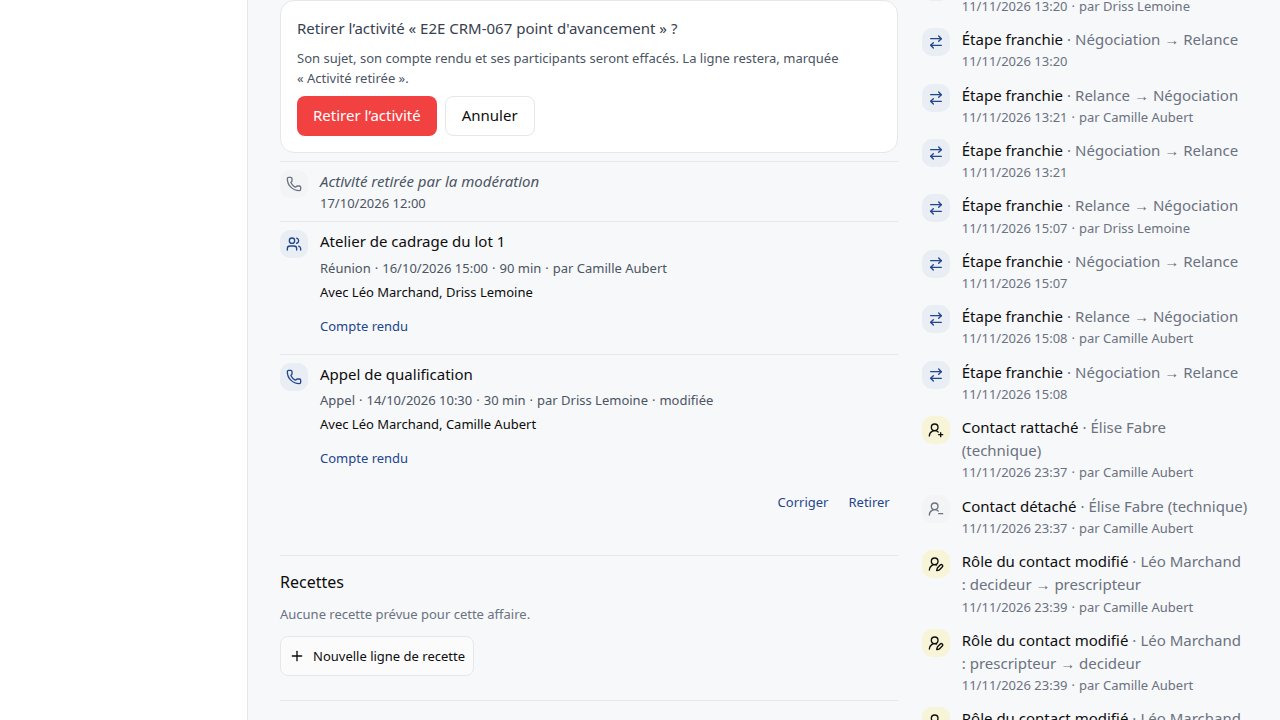 Retirer l’activité « E2E CRM-067 point d'avancement » ?
Son sujet, son compte rendu et ses participants seront effacés. La ligne restera, marquée
« Activité retirée ».
Retirer l’activité
Annuler
Activité retirée par la modération
17/10/2026 12:00
Atelier de cadrage du lot 1
Réunion · 16/10/2026 15:00 · 90 min · par Camille Aubert
Avec Léo Marchand, Driss Lemoine
Compte rendu
Appel de qualification
Appel · 14/10/2026 10:30 · 30 min · par Driss Lemoine · modifiée
Avec Léo Marchand, Camille Aubert
Compte rendu
Corriger
Retirer
Recettes
Aucune recette prévue pour cette affaire.
Nouvelle ligne de recette
11/11/2026 13:20 · par Driss Lemoine
Étape franchie · Négociation → Relance
11/11/2026 13:20
Étape franchie · Relance → Négociation
11/11/2026 13:21 · par Camille Aubert
Étape franchie · Négociation → Relance
11/11/2026 13:21
Étape franchie · Relance → Négociation
11/11/2026 15:07 · par Driss Lemoine
Étape franchie · Négociation → Relance
11/11/2026 15:07
Étape franchie · Relance → Négociation
11/11/2026 15:08 · par Camille Aubert
Étape franchie · Négociation → Relance
11/11/2026 15:08
Contact rattaché · Élise Fabre
(technique)
11/11/2026 23:37 · par Camille Aubert
Contact détaché · Élise Fabre (technique)
11/11/2026 23:37 · par Camille Aubert
Rôle du contact modifié · Léo Marchand
: decideur → prescripteur
11/11/2026 23:39 · par Camille Aubert
Rôle du contact modifié · Léo Marchand
: prescripteur → decideur
11/11/2026 23:39 · par Camille Aubert
Rôle du contact modifié · Léo Marchand